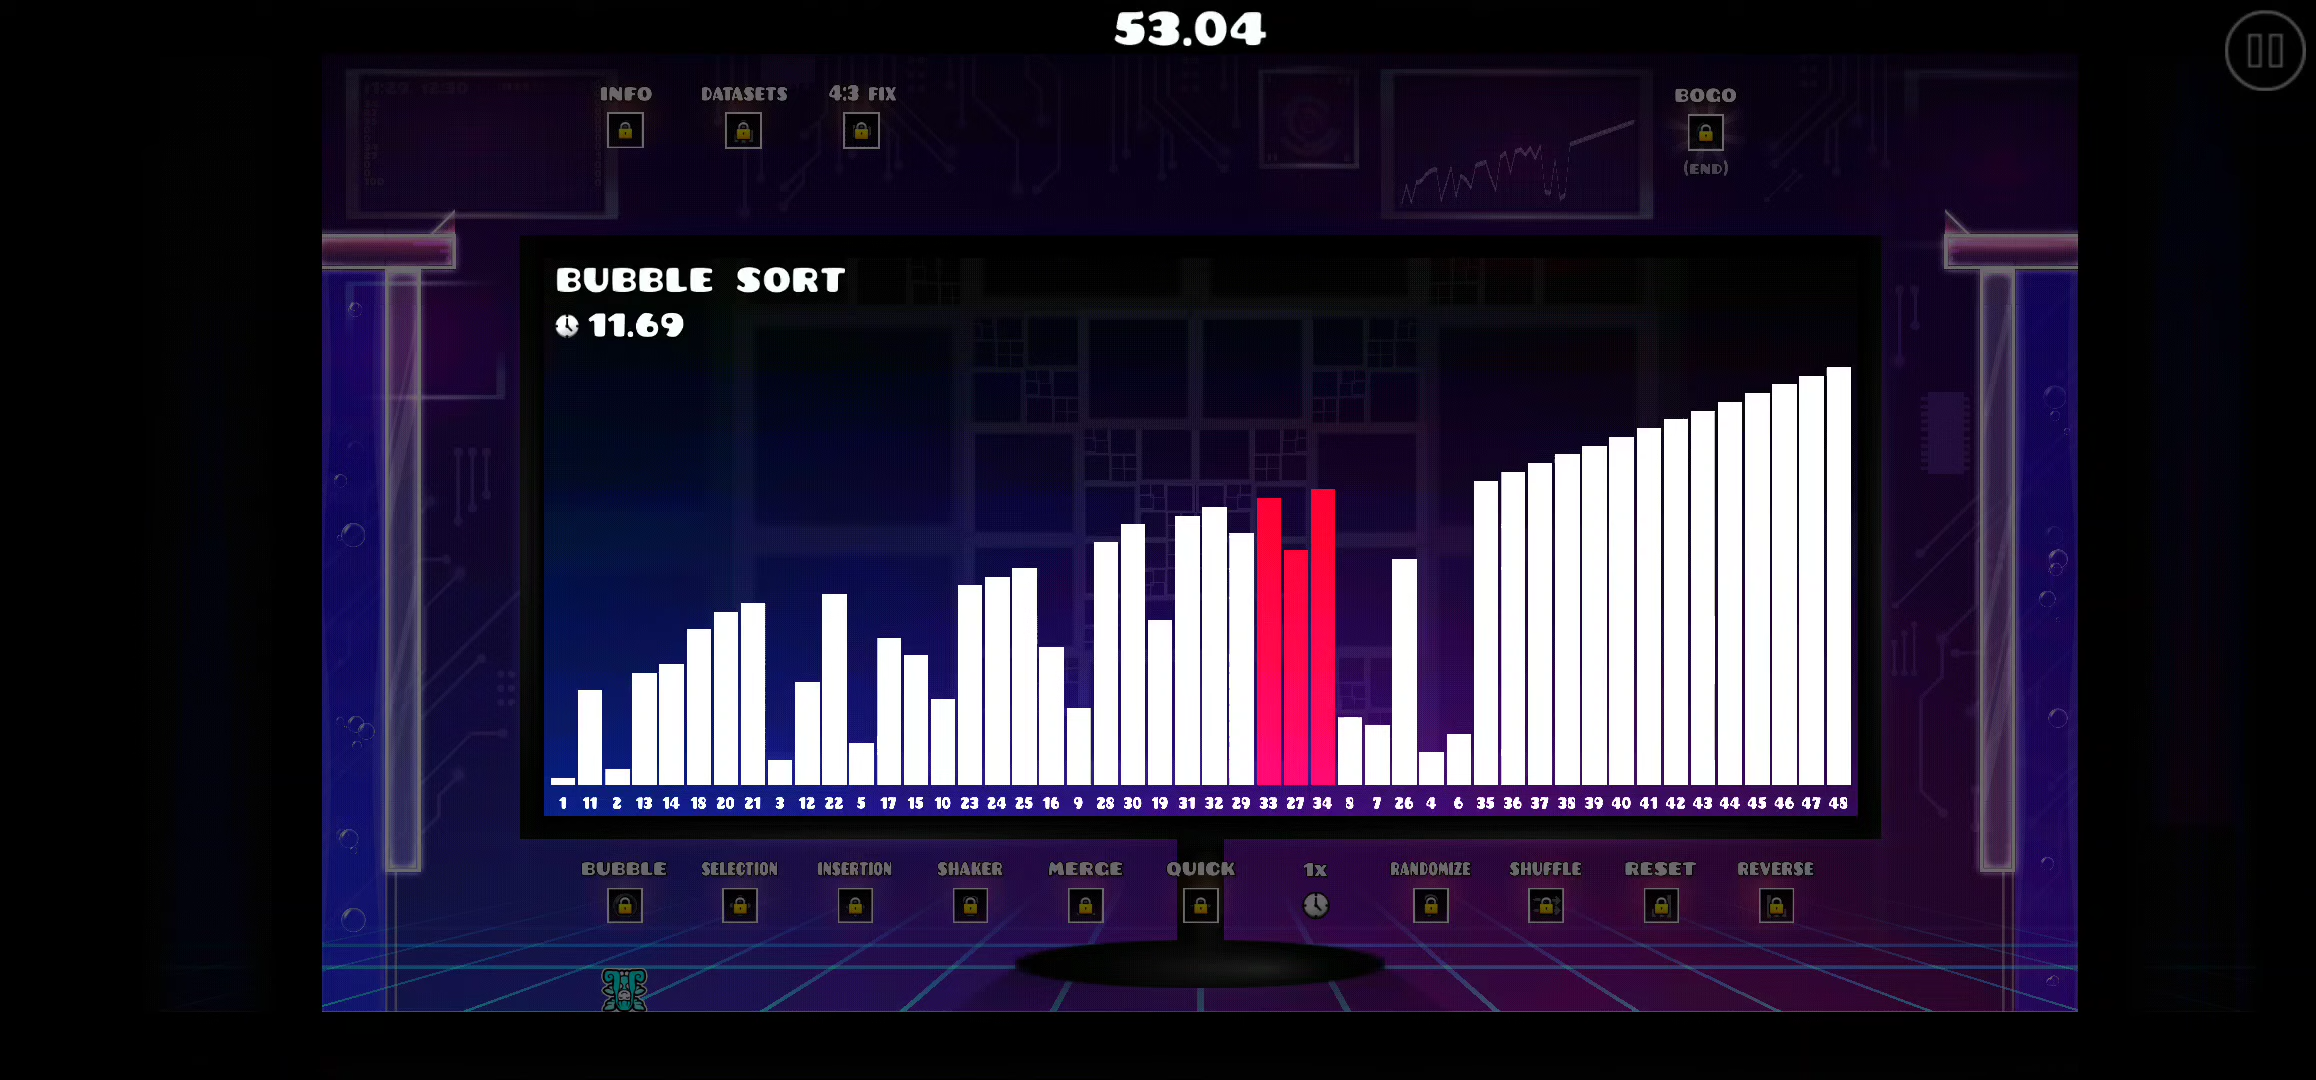 53.04
INFO DATASETS 4:3 FIX BOGO
(END)
BUBBLE SORT
11.69
1 11 2 13 14 18 20 21 3 12 22 5 17 15 10 23 24 25 16 9 28 30 19 31 32 29 33 27 34 8 7 26 4 6 35 36 37 38 39 40 41 42 43 44 45 46 47 48
BUBBLE SELECTION INSERTION SHAKER MERGE QUICK 1x RANDOMIZE SHUFFLE RESET REVERSE